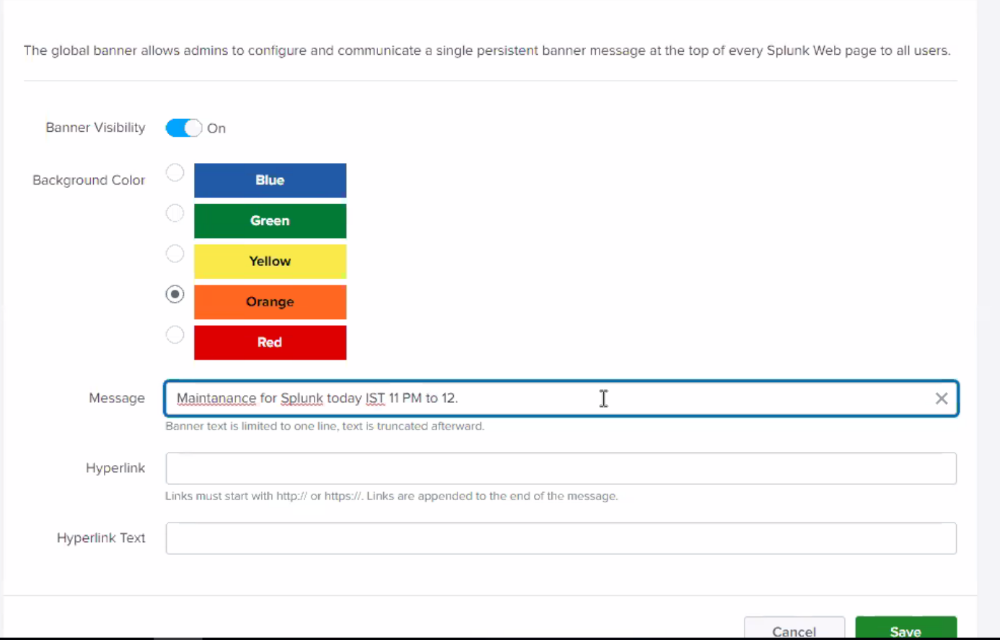 The global banner allows admins to configure and communicate a single persistent banner message at the top of every Splunk Web page to all users.
Banner Visibility On
Background Color
Blue
Green
Yellow
Orange
Red
Message Maintanance for Splunk today IST 11 PM to 12.
Banner text is limited to one line, text is truncated afterward.
Hyperlink
Links must start with http:// or https://. Links are appended to the end of the message.
Hyperlink Text
Cancel Save